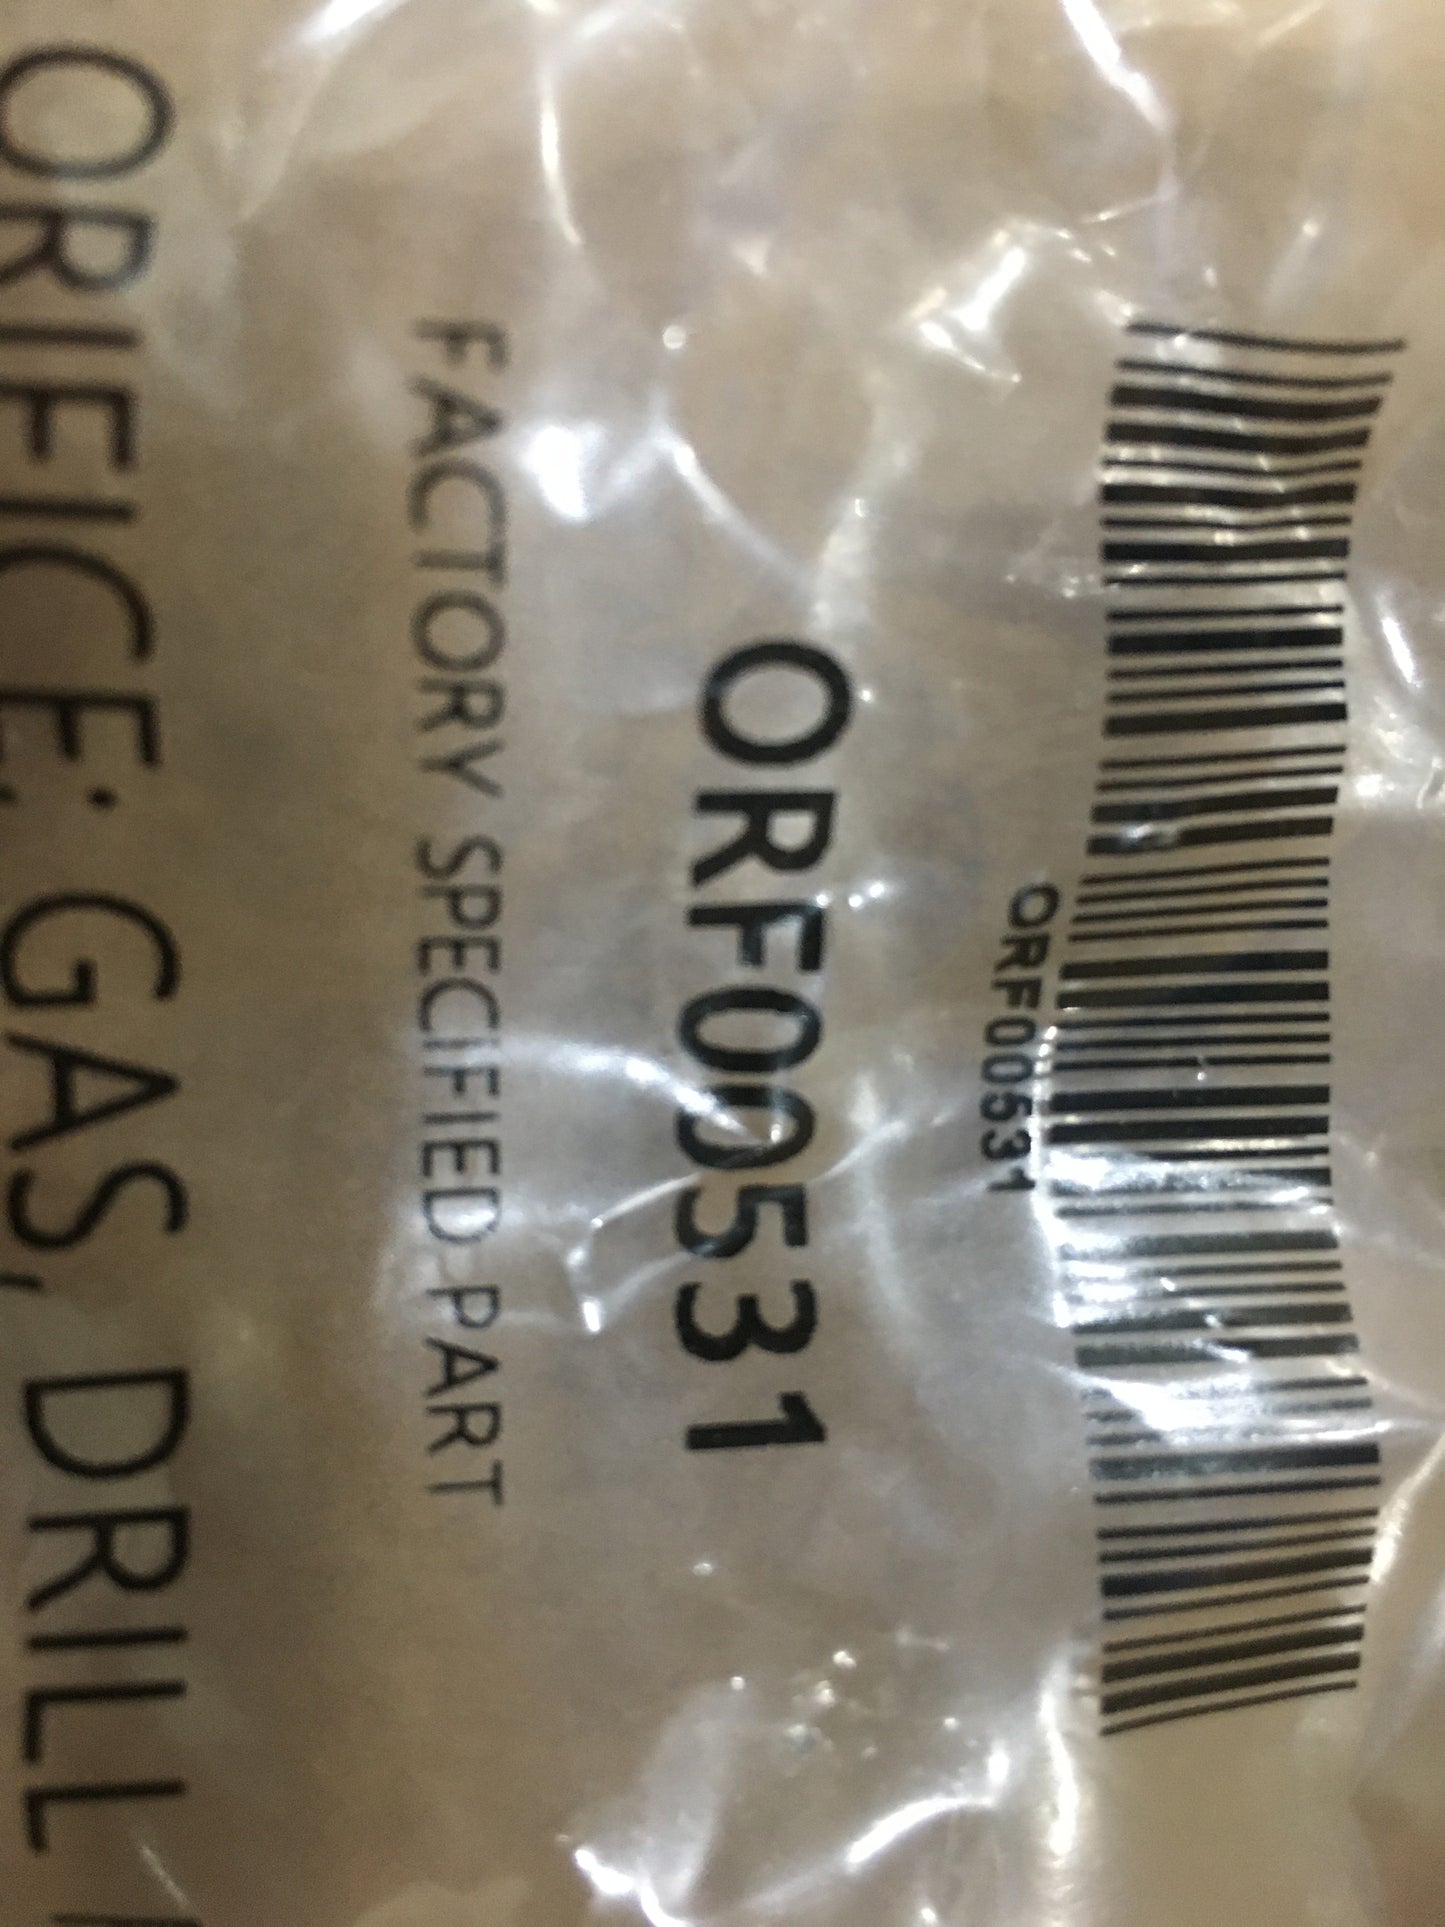 ORF00531
ORF00531
FACTORY SPECIFIED PART
ORIFICE; GAS, DRILL